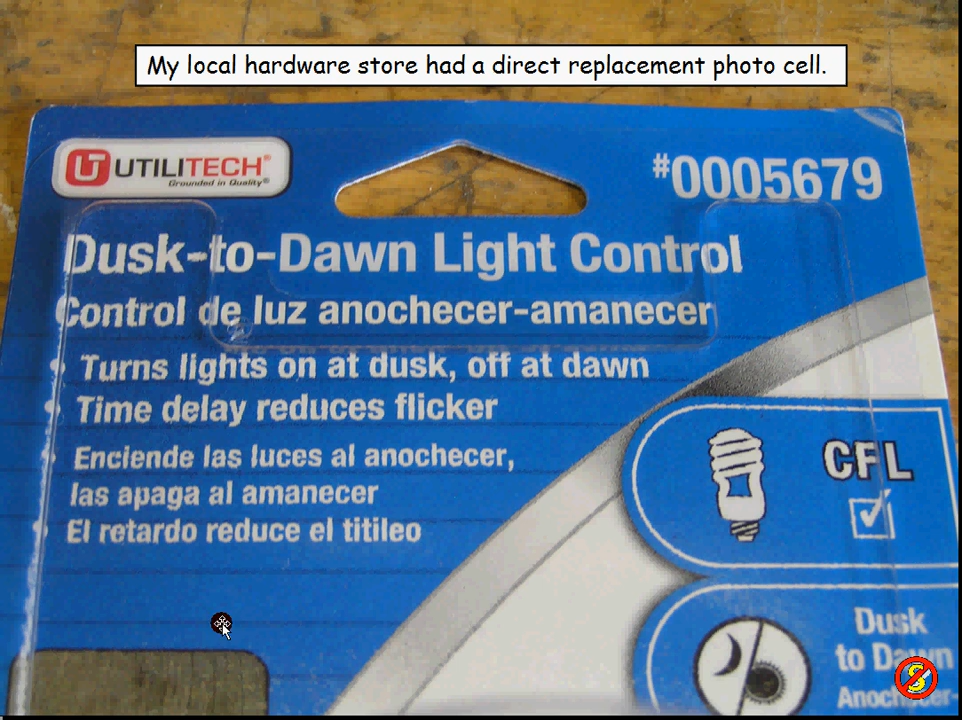 My local hardware store had a direct replacement photo cell.
UTILITECH®
Grounded in Quality®
#0005679
Dusk-to-Dawn Light Control
Control de luz anochecer-amanecer
• Turns lights on at dusk, off at dawn
• Time delay reduces flicker
• Enciende las luces al anochecer,
las apaga al amanecer
• El retardo reduce el titileo
CFL
Dusk
to Dawn